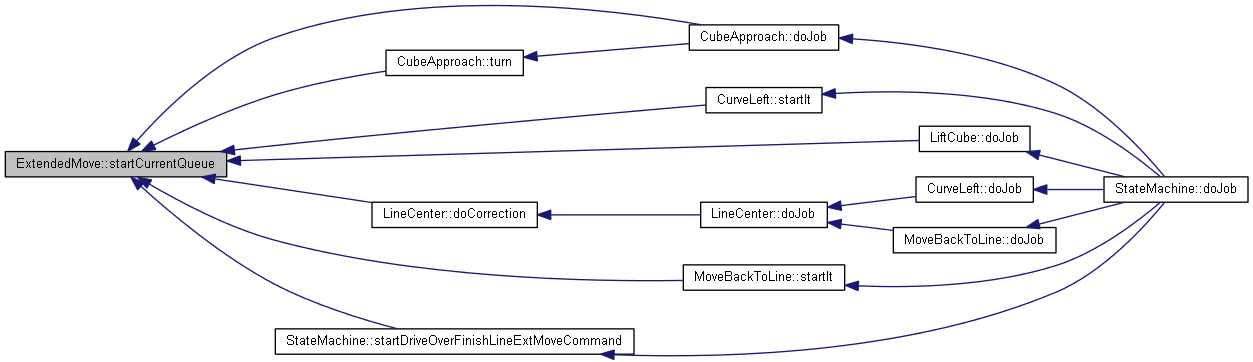 CubeApproach::doJob
CubeApproach::turn
CurveLeft::startIt
LiftCube::doJob
ExtendedMove::startCurrentQueue
CurveLeft::doJob
StateMachine::doJob
LineCenter::doCorrection
LineCenter::doJob
MoveBackToLine::doJob
MoveBackToLine::startIt
StateMachine::startDriveOverFinishLineExtMoveCommand